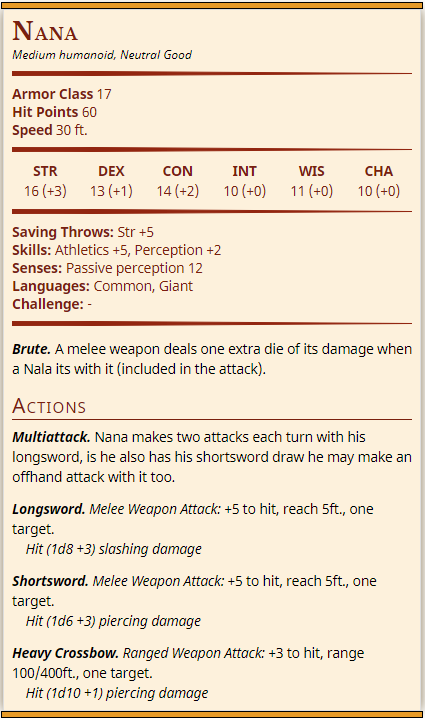 Nana
Medium humanoid, Neutral Good
Armor Class 17
Hit Points 60
Speed 30 ft.
STR DEX CON INT WIS CHA
16 (+3) 13 (+1) 14 (+2) 10 (+0) 11 (+0) 10 (+0)
Saving Throws: Str +5
Skills: Athletics +5, Perception +2
Senses: Passive perception 12
Languages: Common, Giant
Challenge: -
Brute. A melee weapon deals one extra die of its damage when
a Nala its with it (included in the attack).
Actions
Multiattack. Nana makes two attacks each turn with his
longsword, is he also has his shortsword draw he may make an
offhand attack with it too.
Longsword. Melee Weapon Attack: +5 to hit, reach 5ft., one
target.
Hit (1d8 +3) slashing damage
Shortsword. Melee Weapon Attack: +5 to hit, reach 5ft., one
target.
Hit (1d6 +3) piercing damage
Heavy Crossbow. Ranged Weapon Attack: +3 to hit, range
100/400ft., one target.
Hit (1d10 +1) piercing damage